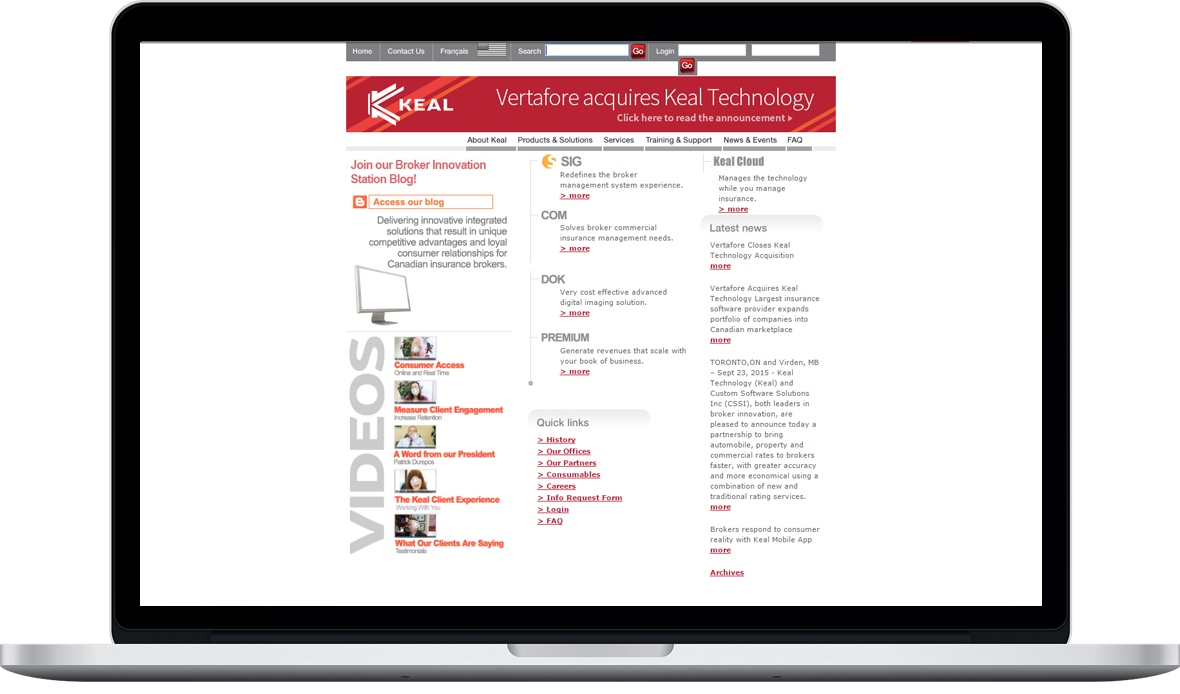 Home
Contact Us
Français
Search
Go
Login
Go
KEAL
Vertafore acquires Keal Technology
Click here to read the announcement
About Keal
Products & Solutions
Services
Training & Support
News & Events
FAQ
Join our Broker Innovation
Station Blog!
Access our blog
Delivering innovative integrated
solutions that result in unique
competitive advantages and loyal
consumer relationships for
Canadian insurance brokers.
VIDEOS
Consumer Access
Online and Real Time
Measure Client Engagement
Increase Retention
A Word from our President
Patrick Durepos
The Keal Client Experience
Working With You
What Our Clients Are Saying
Testimonials
SIG
Redefines the broker
management system experience.
> more
COM
Solves broker commercial
insurance management needs.
> more
DOK
Very cost effective advanced
digital imaging solution.
> more
PREMIUM
Generate revenues that scale with
your book of business.
> more
Quick links
> History
> Our Offices
> Our Partners
> Consumables
> Careers
> Info Request Form
> Login
> FAQ
Keal Cloud
Manages the technology
while you manage
insurance.
> more
Latest news
Vertafore Closes Keal
Technology Acquisition
more
Vertafore Acquires Keal
Technology Largest insurance
software provider expands
portfolio of companies into
Canadian marketplace
more
TORONTO,ON and Virden, MB
– Sept 23, 2015 - Keal
Technology (Keal) and
Custom Software Solutions
Inc (CSSI), both leaders in
broker innovation, are
pleased to announce today a
partnership to bring
automobile, property and
commercial rates to brokers
faster, with greater accuracy
and more economical using a
combination of new and
traditional rating services.
more
Brokers respond to consumer
reality with Keal Mobile App
more
Archives